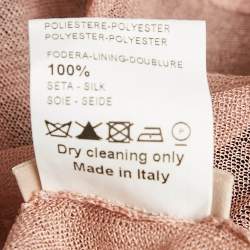 POLIESTERE-POLYESTER
POLYESTER-POLYESTER
FODERA-LINING-DOUBLURE
100%
SETA - SILK
SOIE - SEIDE
Dry cleaning only
Made in Italy